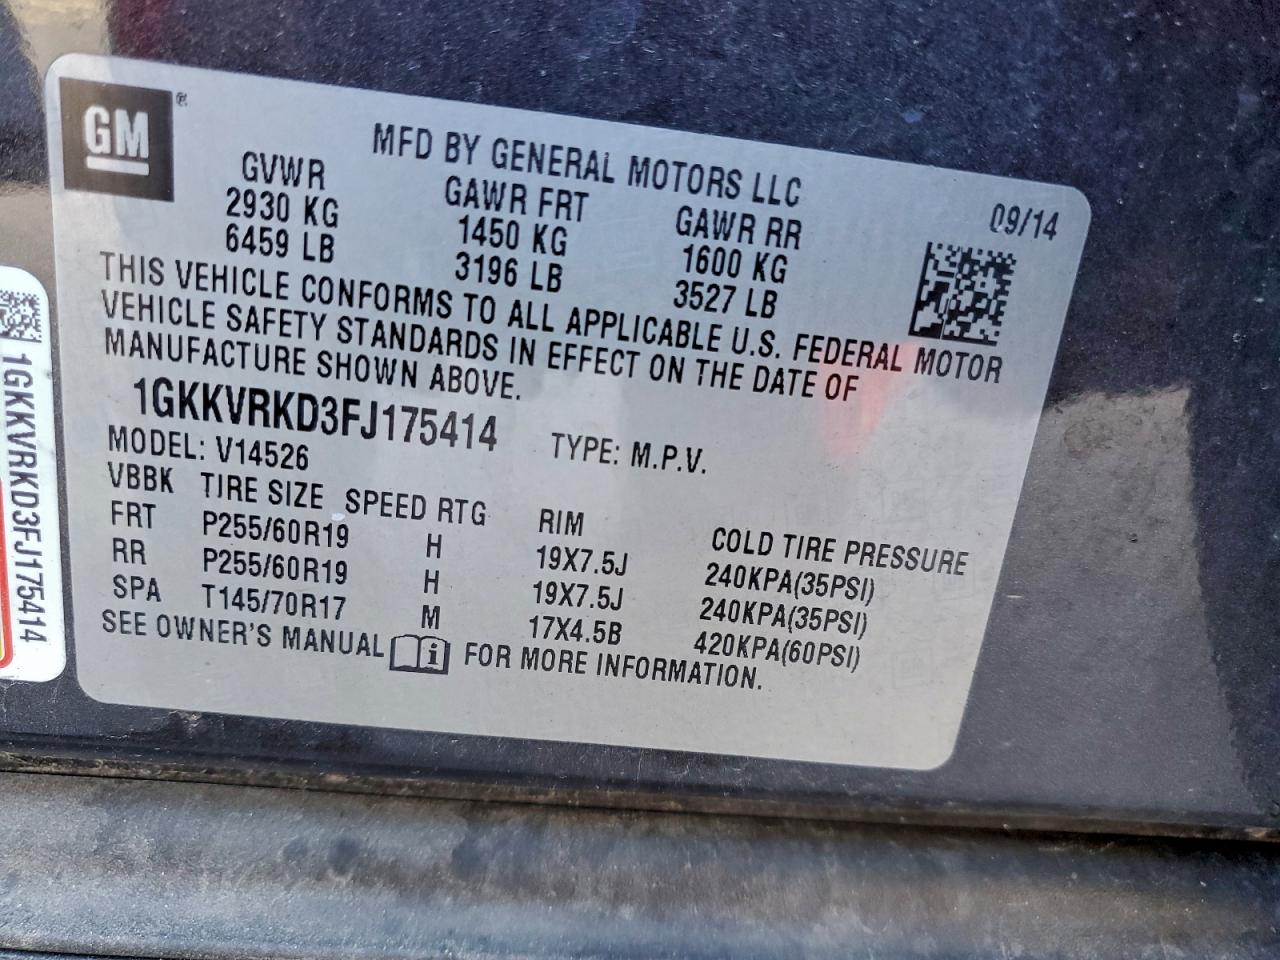 GM ®
MFD BY GENERAL MOTORS LLC
GVWR GAWR FRT GAWR RR 09/14
2930 KG 1450 KG 1600 KG
6459 LB 3196 LB 3527 LB
THIS VEHICLE CONFORMS TO ALL APPLICABLE U.S. FEDERAL MOTOR
VEHICLE SAFETY STANDARDS IN EFFECT ON THE DATE OF
MANUFACTURE SHOWN ABOVE.
1GKKVRKD3FJ175414 TYPE: M.P.V.
MODEL: V14526
VBBK TIRE SIZE SPEED RTG RIM COLD TIRE PRESSURE
FRT P255/60R19 H 19X7.5J 240KPA(35PSI)
RR P255/60R19 H 19X7.5J 240KPA(35PSI)
SPA T145/70R17 M 17X4.5B 420KPA(60PSI)
SEE OWNER'S MANUAL i FOR MORE INFORMATION.
1GKKVRKD3FJ175414